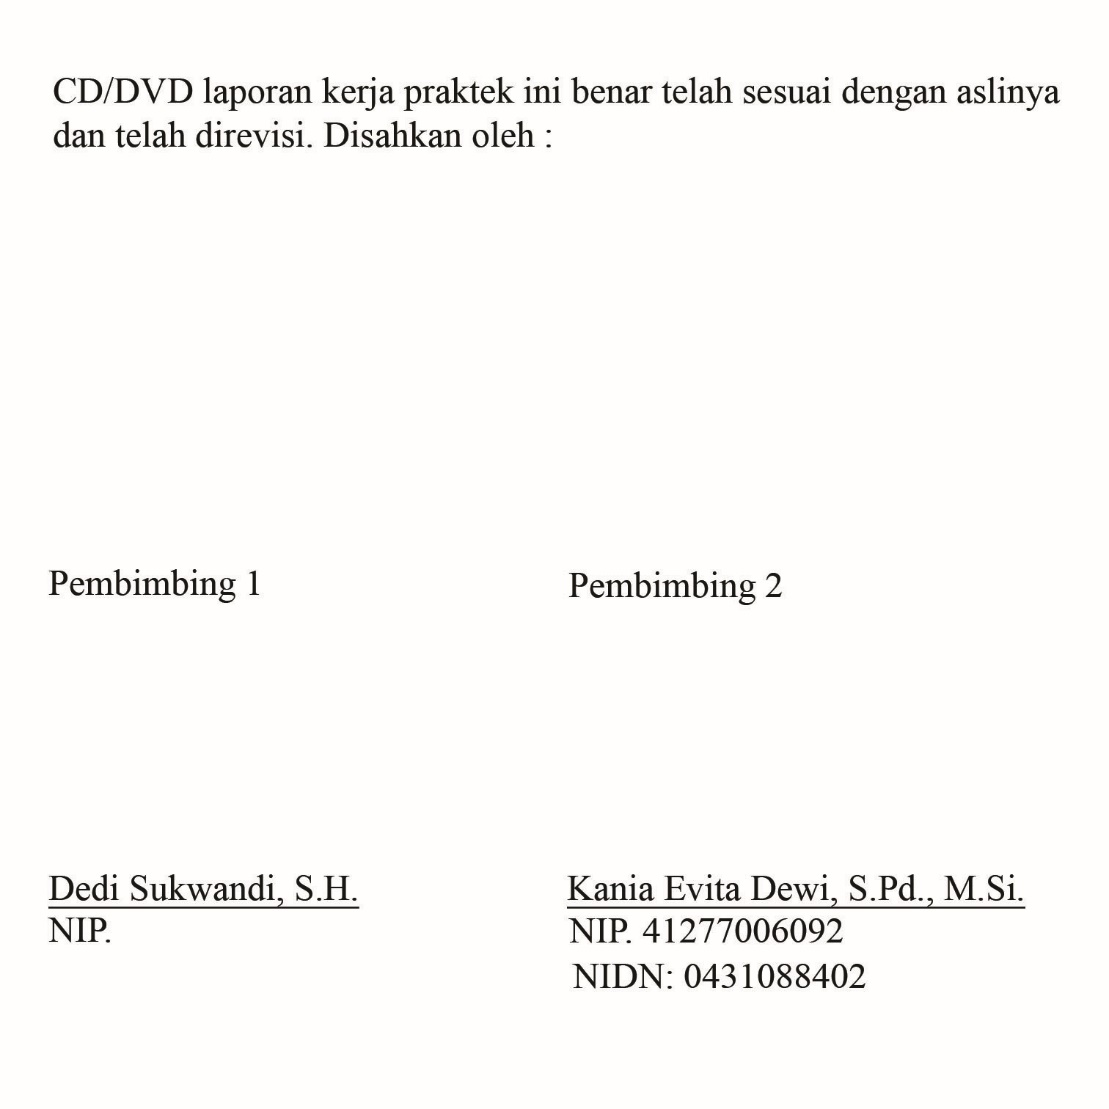 CD/DVD laporan kerja praktek ini benar telah sesuai dengan aslinya
dan telah direvisi. Disahkan oleh :
Pembimbing 1
Pembimbing 2
Dedi Sukwandi, S.H.
NIP.
Kania Evita Dewi, S.Pd., M.Si.
NIP. 41277006092
NIDN: 0431088402